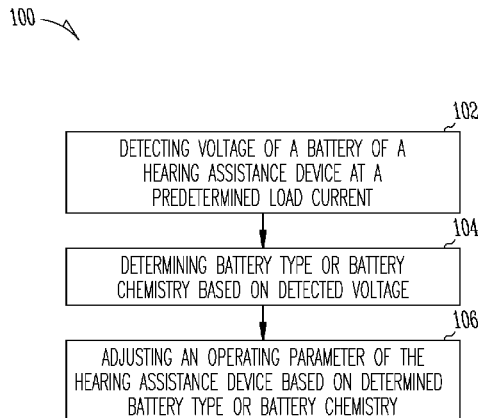 100
102
DETECTING VOLTAGE OF A BATTERY OF A
HEARING ASSISTANCE DEVICE AT A
PREDETERMINED LOAD CURRENT
104
DETERMINING BATTERY TYPE OR BATTERY
CHEMISTRY BASED ON DETECTED VOLTAGE
106
ADJUSTING AN OPERATING PARAMETER OF THE
HEARING ASSISTANCE DEVICE BASED ON DETERMINED
BATTERY TYPE OR BATTERY CHEMISTRY